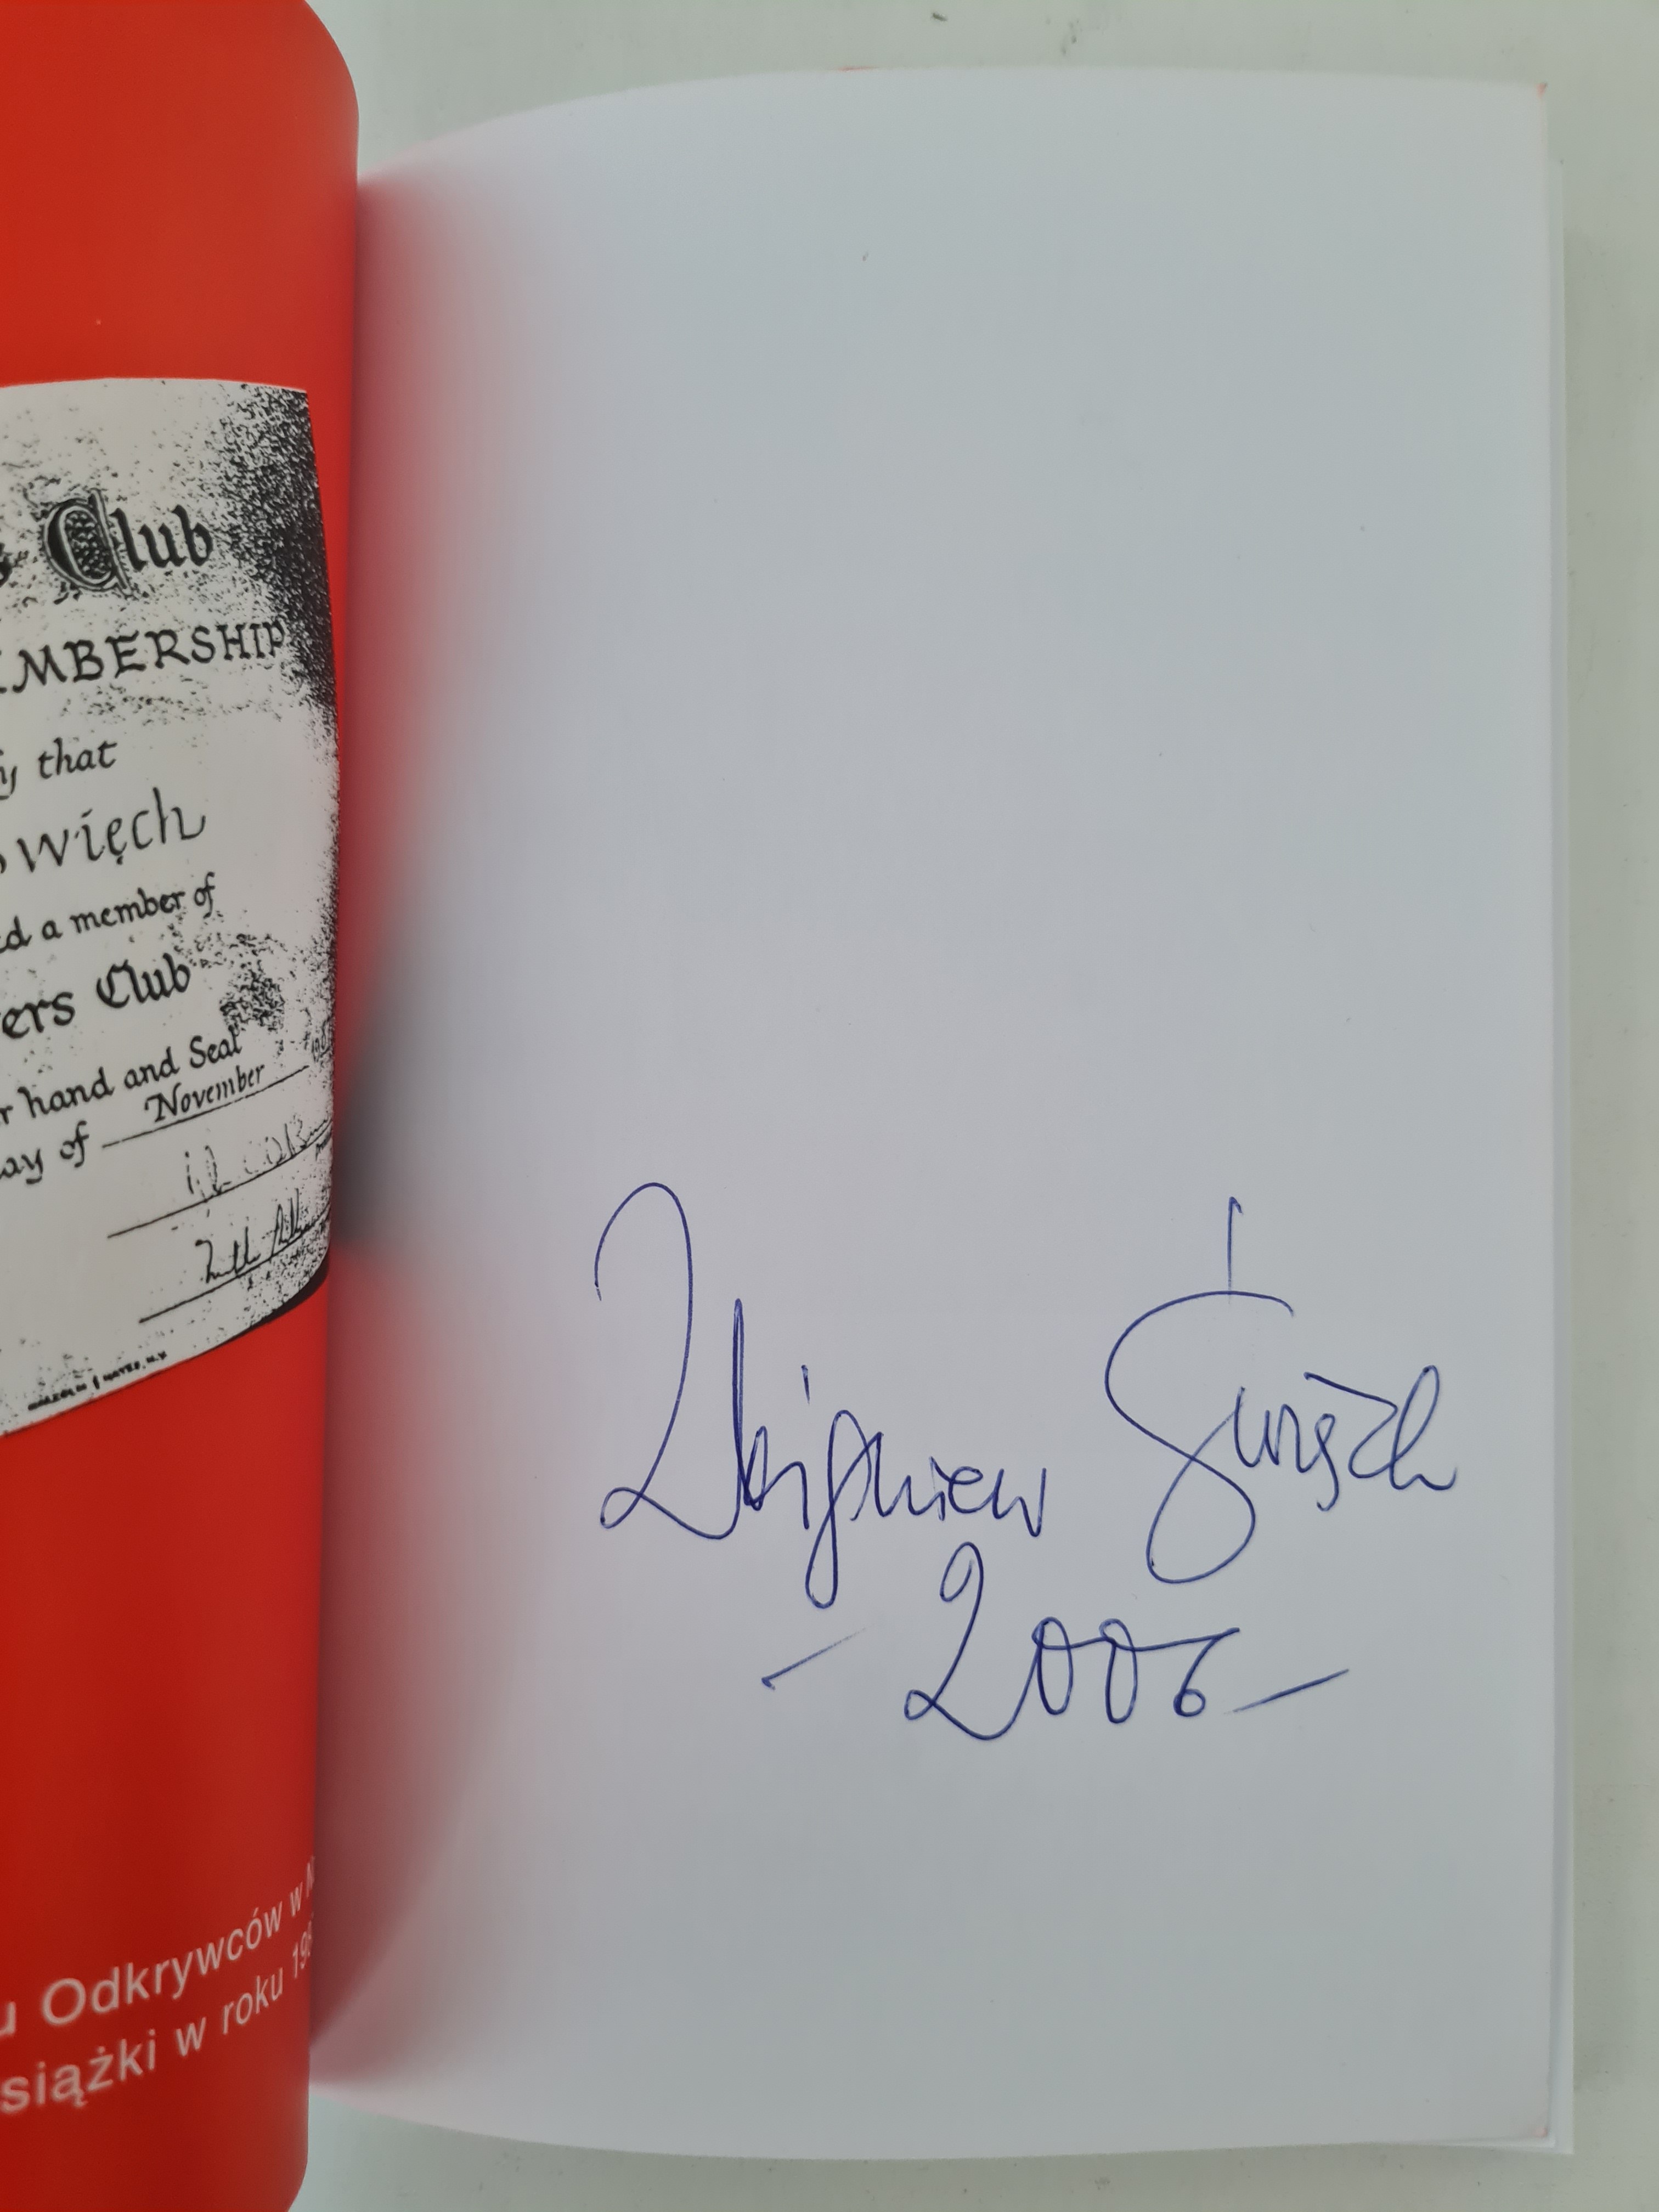 Club
MBERSHIP
that
więch
a member of
ers Club
hand and Seal
ay of November
u Odkrywców w
siążki w roku 19
Zbigniew Święch
- 2006 -